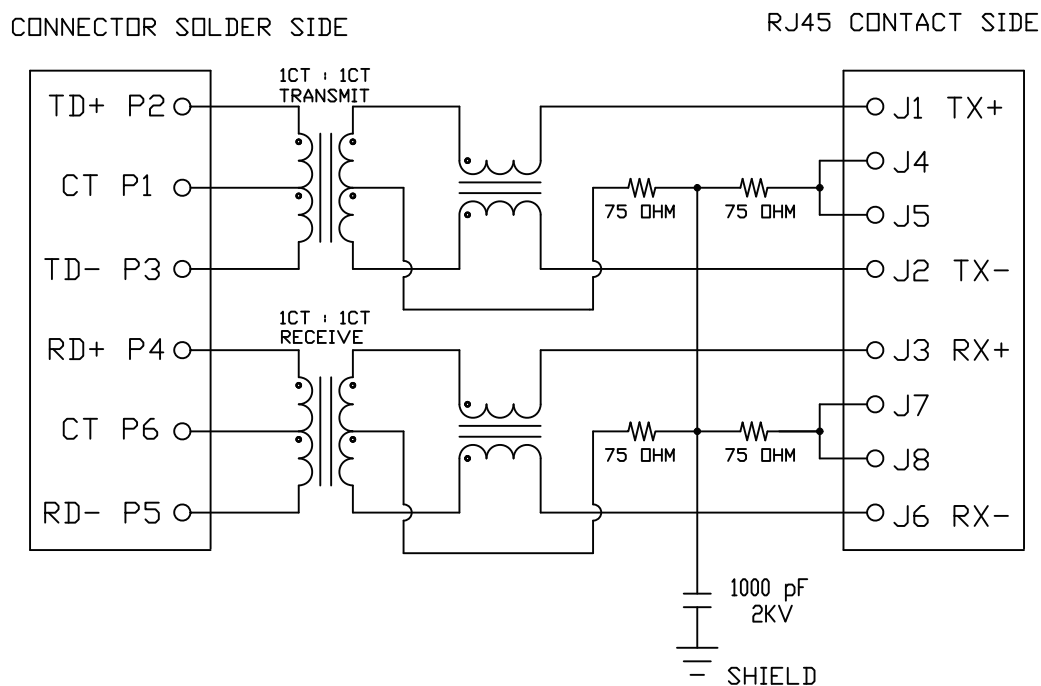 CONNECTOR SOLDER SIDE
RJ45 CONTACT SIDE
1CT : 1CT
TRANSMIT
TD+ P2
J1 TX+
J4
CT P1
75 OHM
75 OHM
J5
TD- P3
J2 TX-
1CT : 1CT
RECEIVE
RD+ P4
J3 RX+
J7
CT P6
75 OHM
75 OHM
J8
RD- P5
J6 RX-
1000 pF
2KV
SHIELD